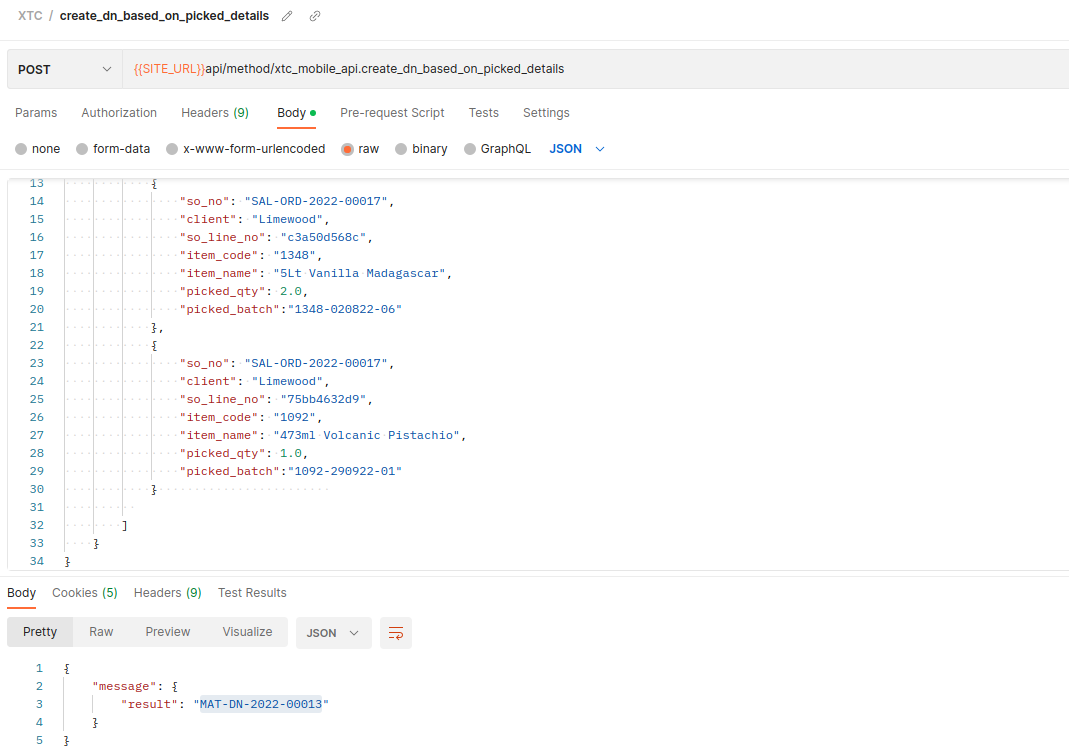 XTC / create_dn_based_on_picked_details
POST {{SITE_URL}}api/method/xtc_mobile_api.create_dn_based_on_picked_details
Params Authorization Headers (9) Body Pre-request Script Tests Settings
none form-data x-www-form-urlencoded raw binary GraphQL JSON
13 {
14 "so_no": "SAL-ORD-2022-00017",
15 "client": "Limewood",
16 "so_line_no": "c3a50d568c",
17 "item_code": "1348",
18 "item_name": "5Lt Vanilla Madagascar",
19 "picked_qty": 2.0,
20 "picked_batch":"1348-020822-06"
21 },
22 {
23 "so_no": "SAL-ORD-2022-00017",
24 "client": "Limewood",
25 "so_line_no": "75bb4632d9",
26 "item_code": "1092",
27 "item_name": "473ml Volcanic Pistachio",
28 "picked_qty": 1.0,
29 "picked_batch":"1092-290922-01"
30 }
31
32 ]
33 }
34 }
Body Cookies (5) Headers (9) Test Results
Pretty Raw Preview Visualize JSON
1 {
2 "message": {
3 "result": "MAT-DN-2022-00013"
4 }
5 }